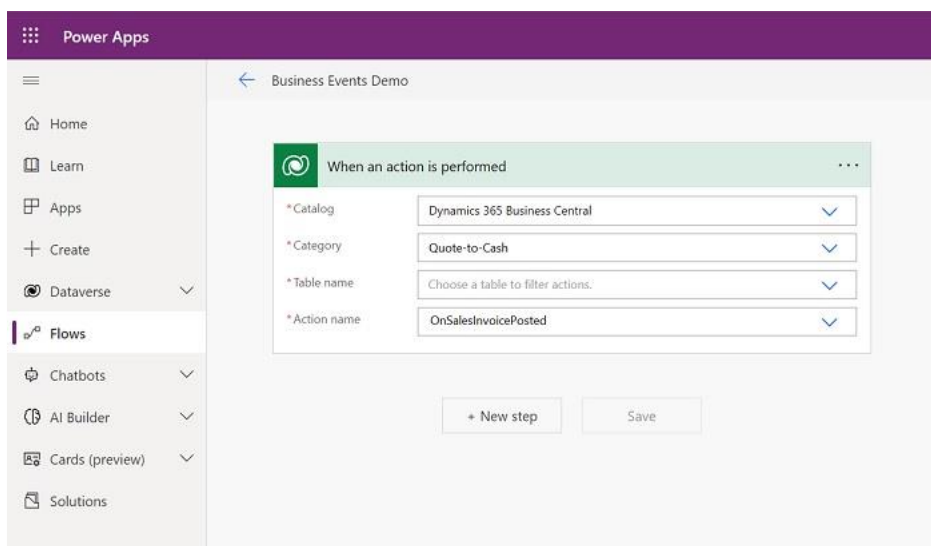 Power Apps
Business Events Demo
Home
Learn
Apps
Create
Dataverse
Flows
Chatbots
AI Builder
Cards (preview)
Solutions
When an action is performed
*Catalog
Dynamics 365 Business Central
*Category
Quote-to-Cash
*Table name
Choose a table to filter actions.
*Action name
OnSalesInvoicePosted
+ New step
Save